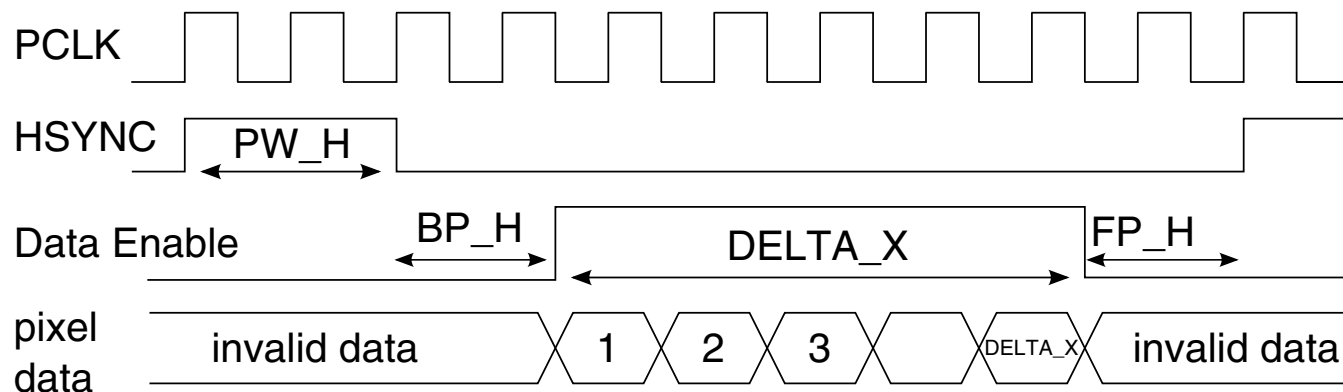 PCLK
HSYNC
PW_H
Data Enable
BP_H
DELTA_X
FP_H
pixel
data
invalid data
1
2
3
DELTA_X
invalid data